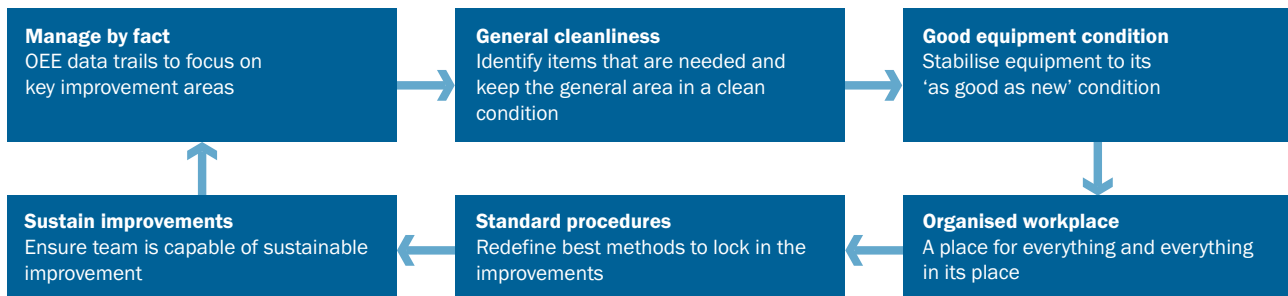 Manage by fact
OEE data trails to focus on
key improvement areas
General cleanliness
Identify items that are needed and
keep the general area in a clean
condition
Good equipment condition
Stabilise equipment to its
‘as good as new’ condition
Sustain improvements
Ensure team is capable of sustainable
improvement
Standard procedures
Redefine best methods to lock in the
improvements
Organised workplace
A place for everything and everything
in its place